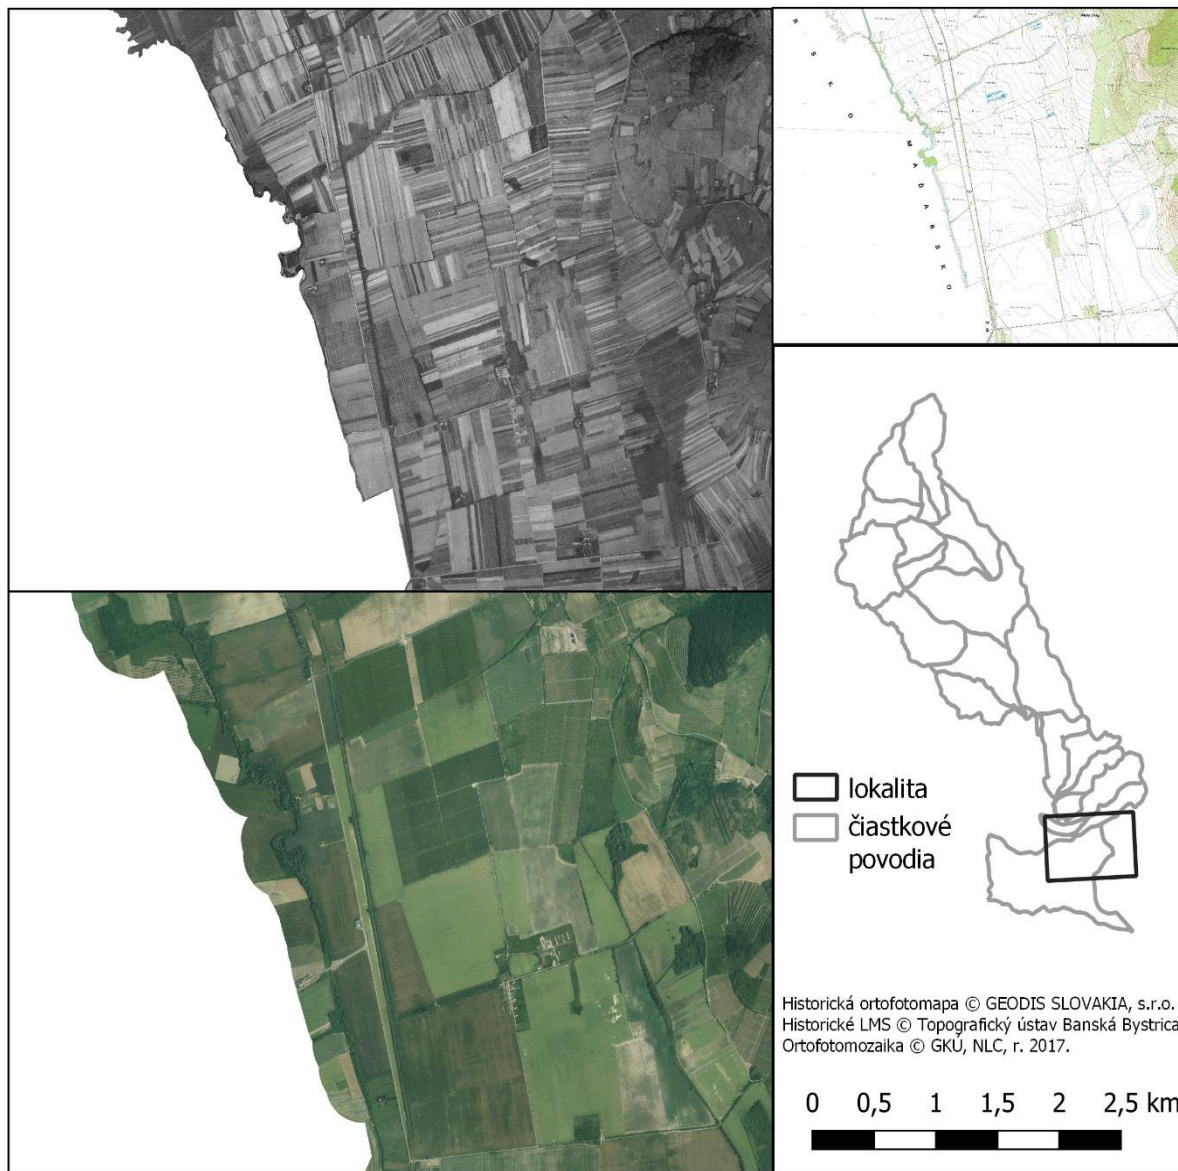 S K O
M A Ď A R S K O
lokalita
čiastkové
povodia
Historická ortofotomapa © GEODIS SLOVAKIA, s.r.o.
Historické LMS © Topografický ústav Banská Bystrica
Ortofotomozaika © GKÚ, NLC, r. 2017.
0 0,5 1 1,5 2 2,5 km